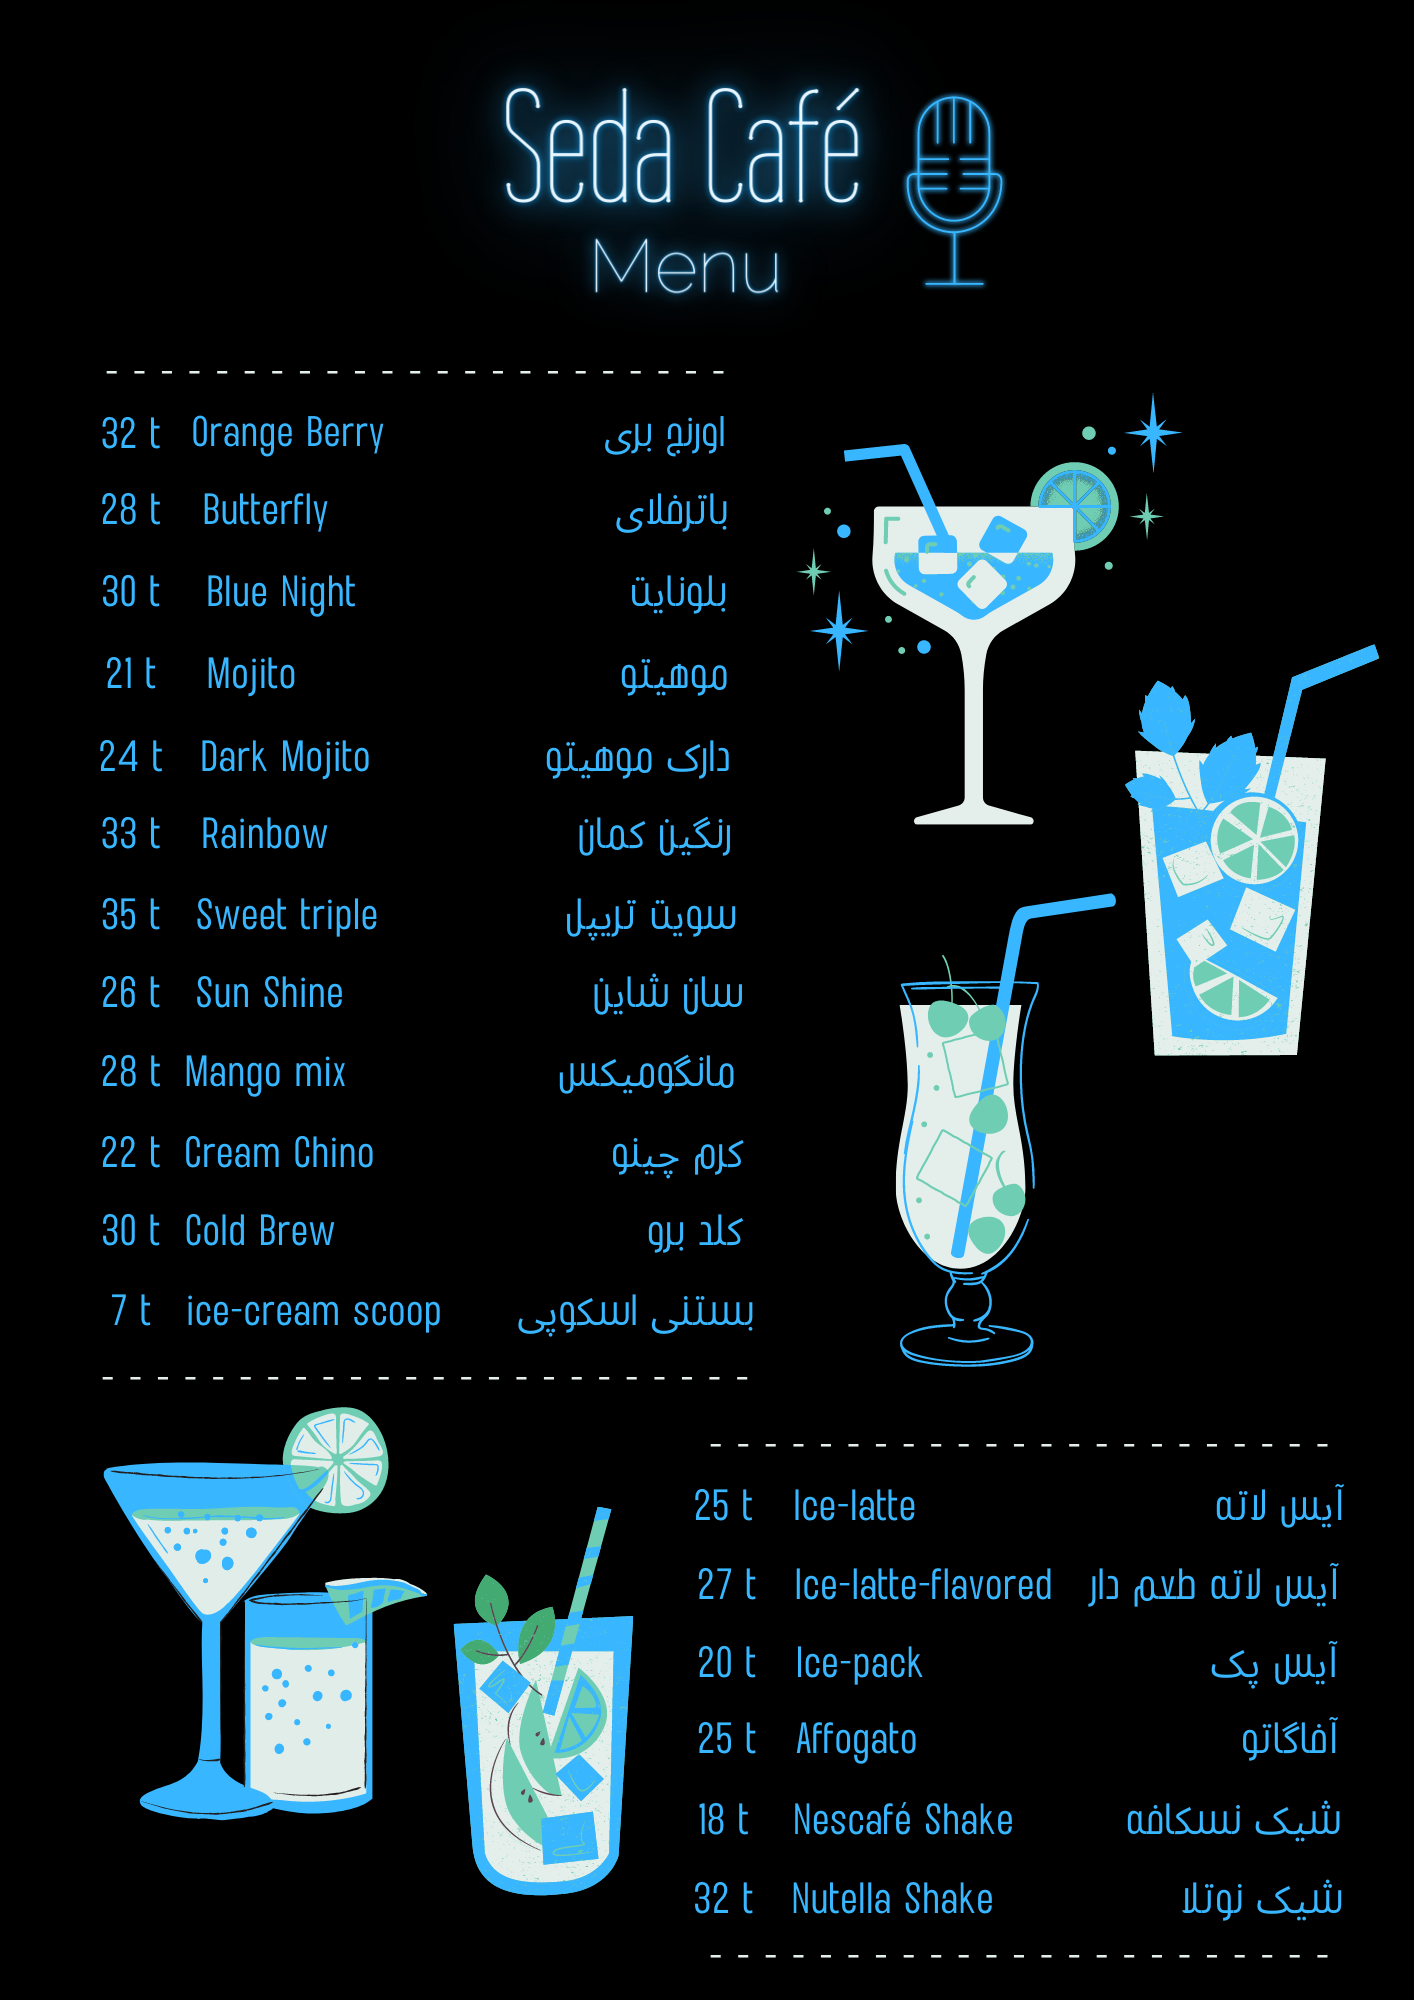 Seda Café
Menu
32 t Orange Berry اورنج بری
28 t Butterfly باترفلای
30 t Blue Night بلونایت
21 t Mojito موهیتو
24 t Dark Mojito دارک موهیتو
33 t Rainbow رنگین کمان
35 t Sweet triple سویت تریپل
26 t Sun Shine سان شاین
28 t Mango mix مانگومیکس
22 t Cream Chino کرم چینو
30 t Cold Brew کلد برو
7 t ice-cream scoop بستنی اسکوپی
25 t Ice-latte آیس لاته
27 t Ice-latte-flavored آیس لاته طعم دار
20 t Ice-pack آیس پک
25 t Affogato آفاگاتو
18 t Nescafé Shake شیک نسکافه
32 t Nutella Shake شیک نوتلا